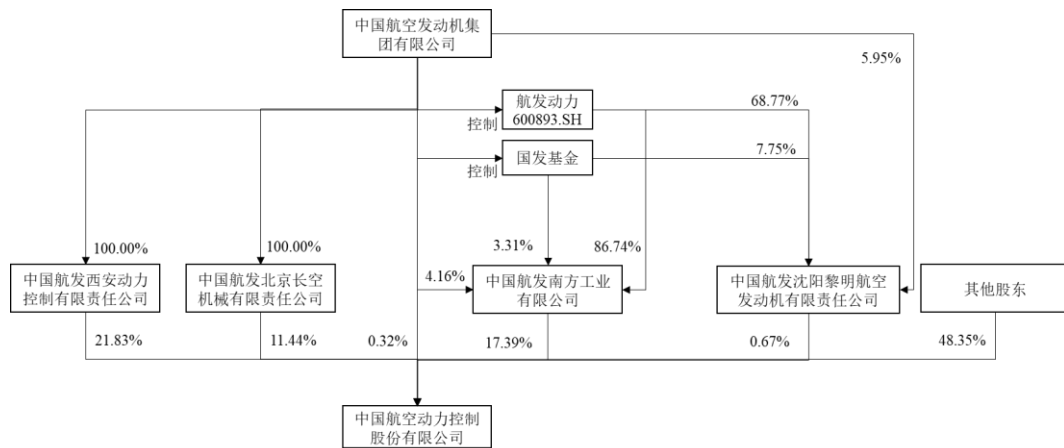 中国航空发动机集
团有限公司
5.95%
航发动力
600893.SH
控制
68.77%
国发基金
控制
7.75%
100.00%
100.00%
3.31%
86.74%
4.16%
中国航发西安动力
控制有限责任公司
中国航发北京长空
机械有限责任公司
中国航发南方工业
有限公司
中国航发沈阳黎明航空
发动机有限责任公司
其他股东
21.83%
11.44%
0.32%
17.39%
0.67%
48.35%
中国航空动力控制
股份有限公司